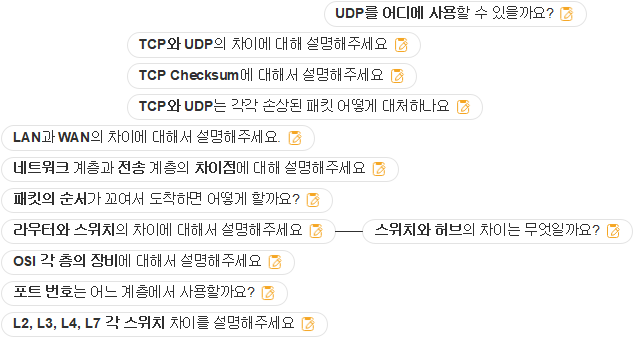 UDP를 어디에 사용할 수 있을까요?
TCP와 UDP의 차이에 대해 설명해주세요
TCP Checksum에 대해서 설명해주세요
TCP와 UDP는 각각 손상된 패킷 어떻게 대처하나요
LAN과 WAN의 차이에 대해서 설명해주세요.
네트워크 계층과 전송 계층의 차이점에 대해 설명해주세요
패킷의 순서가 꼬여서 도착하면 어떻게 할까요?
라우터와 스위치의 차이에 대해서 설명해주세요
스위치와 허브의 차이는 무엇일까요?
OSI 각 층의 장비에 대해서 설명해주세요
포트 번호는 어느 계층에서 사용할까요?
L2, L3, L4, L7 각 스위치 차이를 설명해주세요